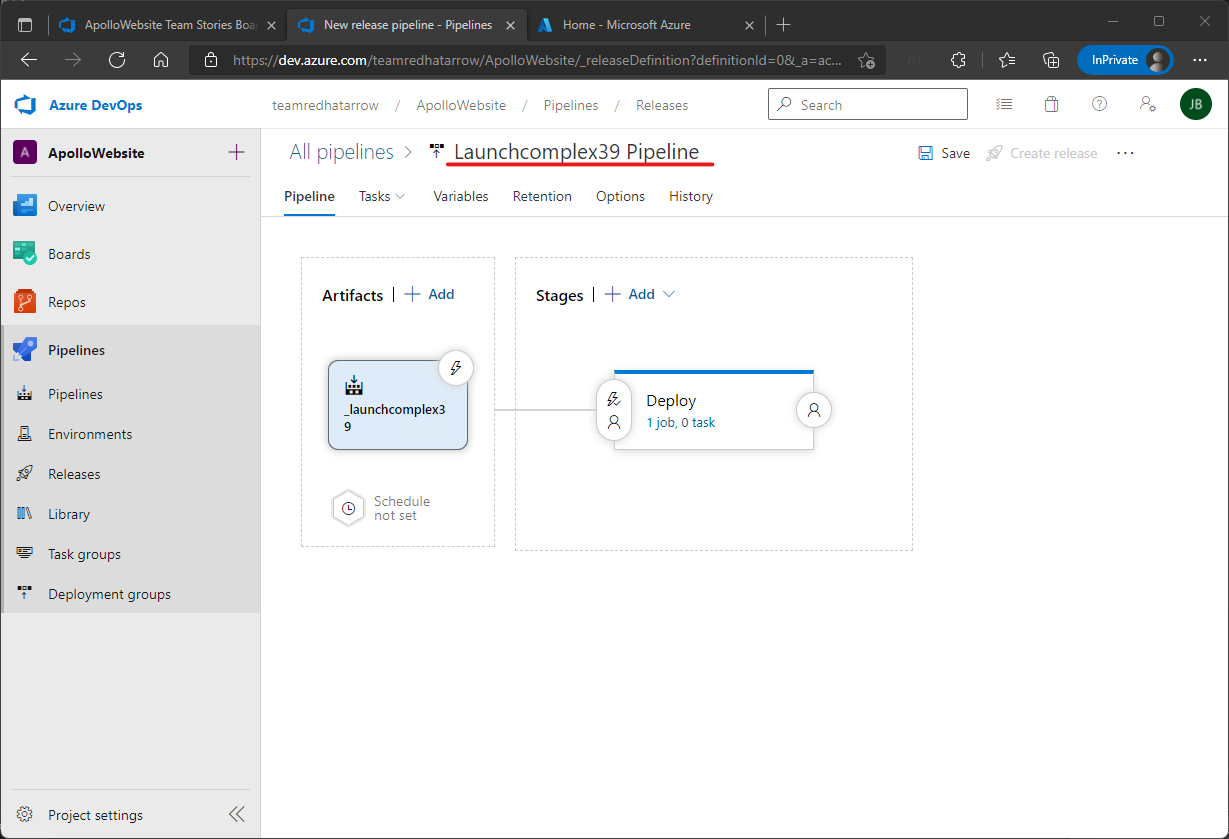 ApolloWebsite Team Stories Boa
New release pipeline - Pipelines
Home - Microsoft Azure
https://dev.azure.com/teamredhatarrow/ApolloWebsite/_releaseDefinition?definitionId=0&_a=ac...
InPrivate
Azure DevOps
teamredhatarrow / ApolloWebsite / Pipelines / Releases
Search
JB
A ApolloWebsite
All pipelines > Launchcomplex39 Pipeline
Save
Create release
Pipeline
Tasks
Variables
Retention
Options
History
Overview
Boards
Repos
Pipelines
Pipelines
Environments
Releases
Library
Task groups
Deployment groups
Project settings
Artifacts | + Add
_launchcomplex3
9
Schedule
not set
Stages | + Add
Deploy
1 job, 0 task